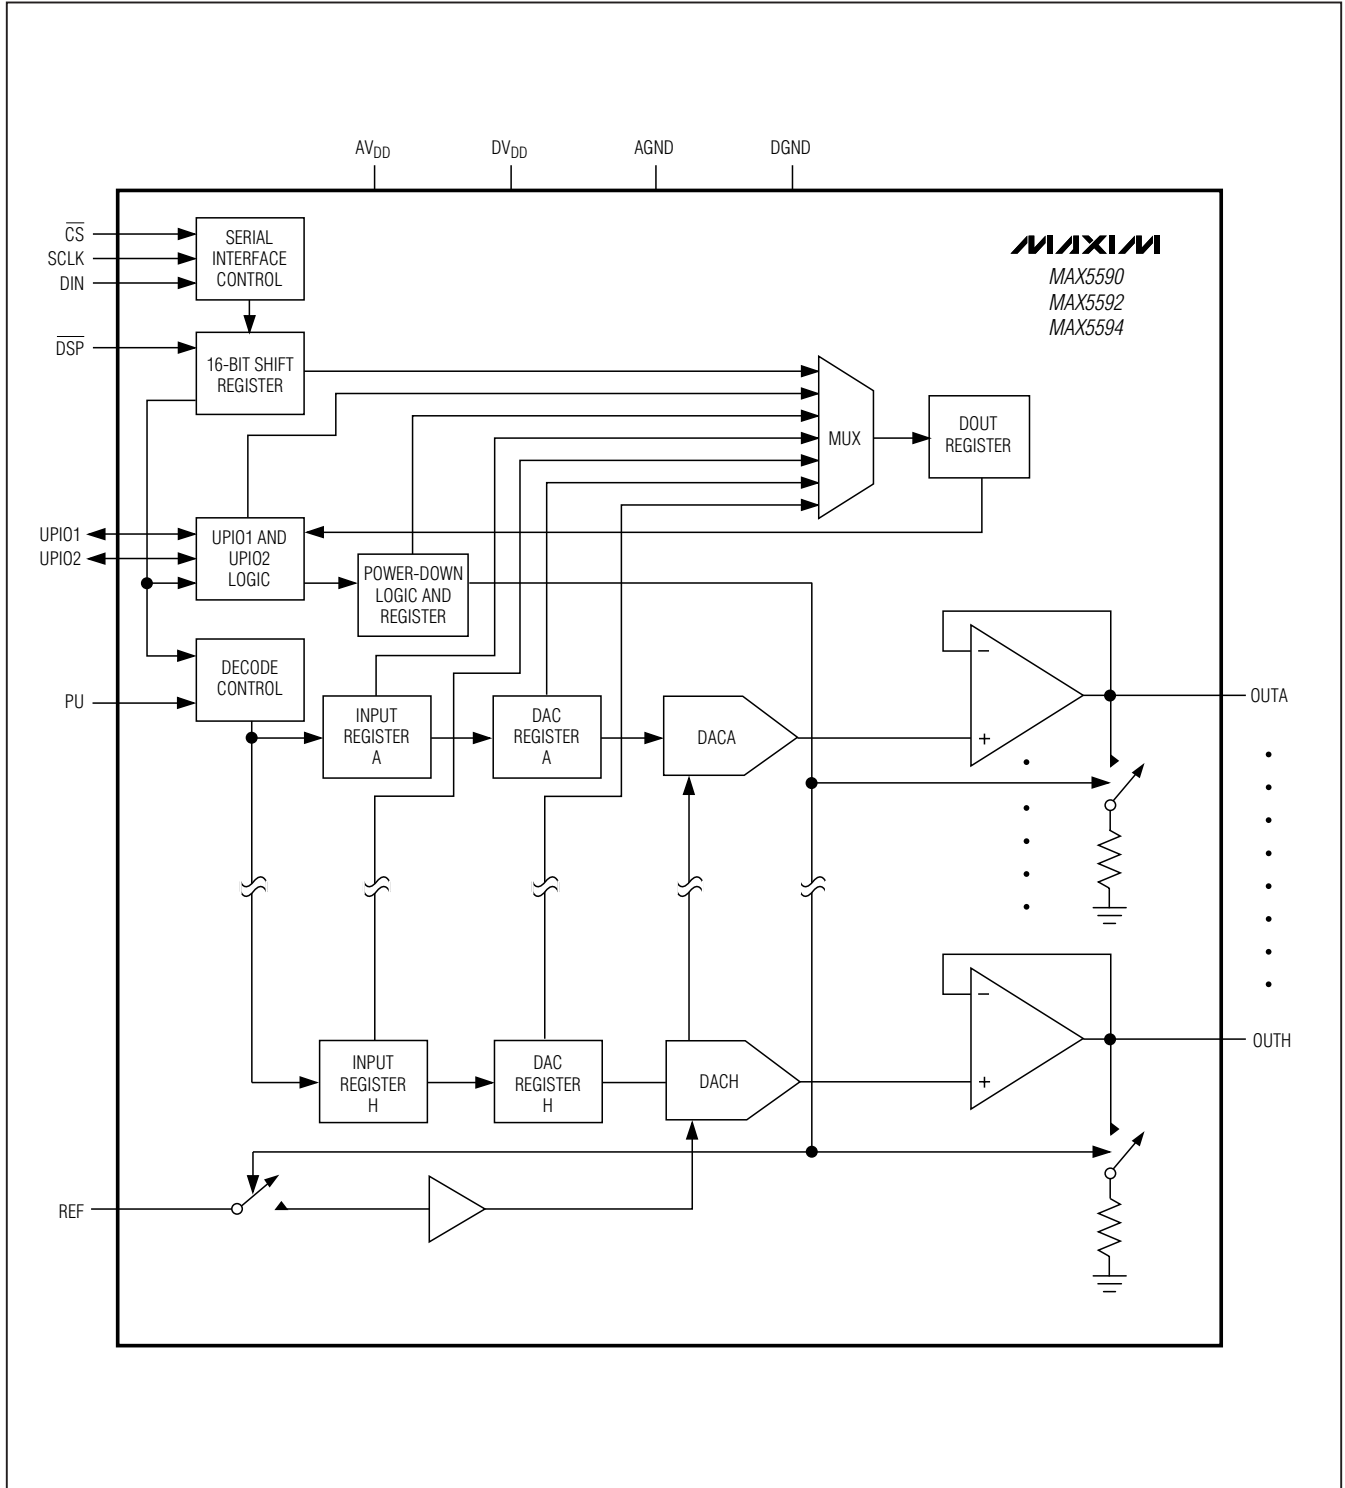 AVDD
DVDD
AGND
DGND
CS
SCLK
DIN
SERIAL
INTERFACE
CONTROL
MAXIM
MAX5590
MAX5592
MAX5594
DSP
16-BIT SHIFT
REGISTER
MUX
DOUT
REGISTER
UPIO1
UPIO2
UPIO1 AND
UPIO2
LOGIC
POWER-DOWN
LOGIC AND
REGISTER
DECODE
CONTROL
PU
INPUT
REGISTER
A
DAC
REGISTER
A
DACA
−
+
OUTA
INPUT
REGISTER
H
DAC
REGISTER
H
DACH
−
+
OUTH
REF